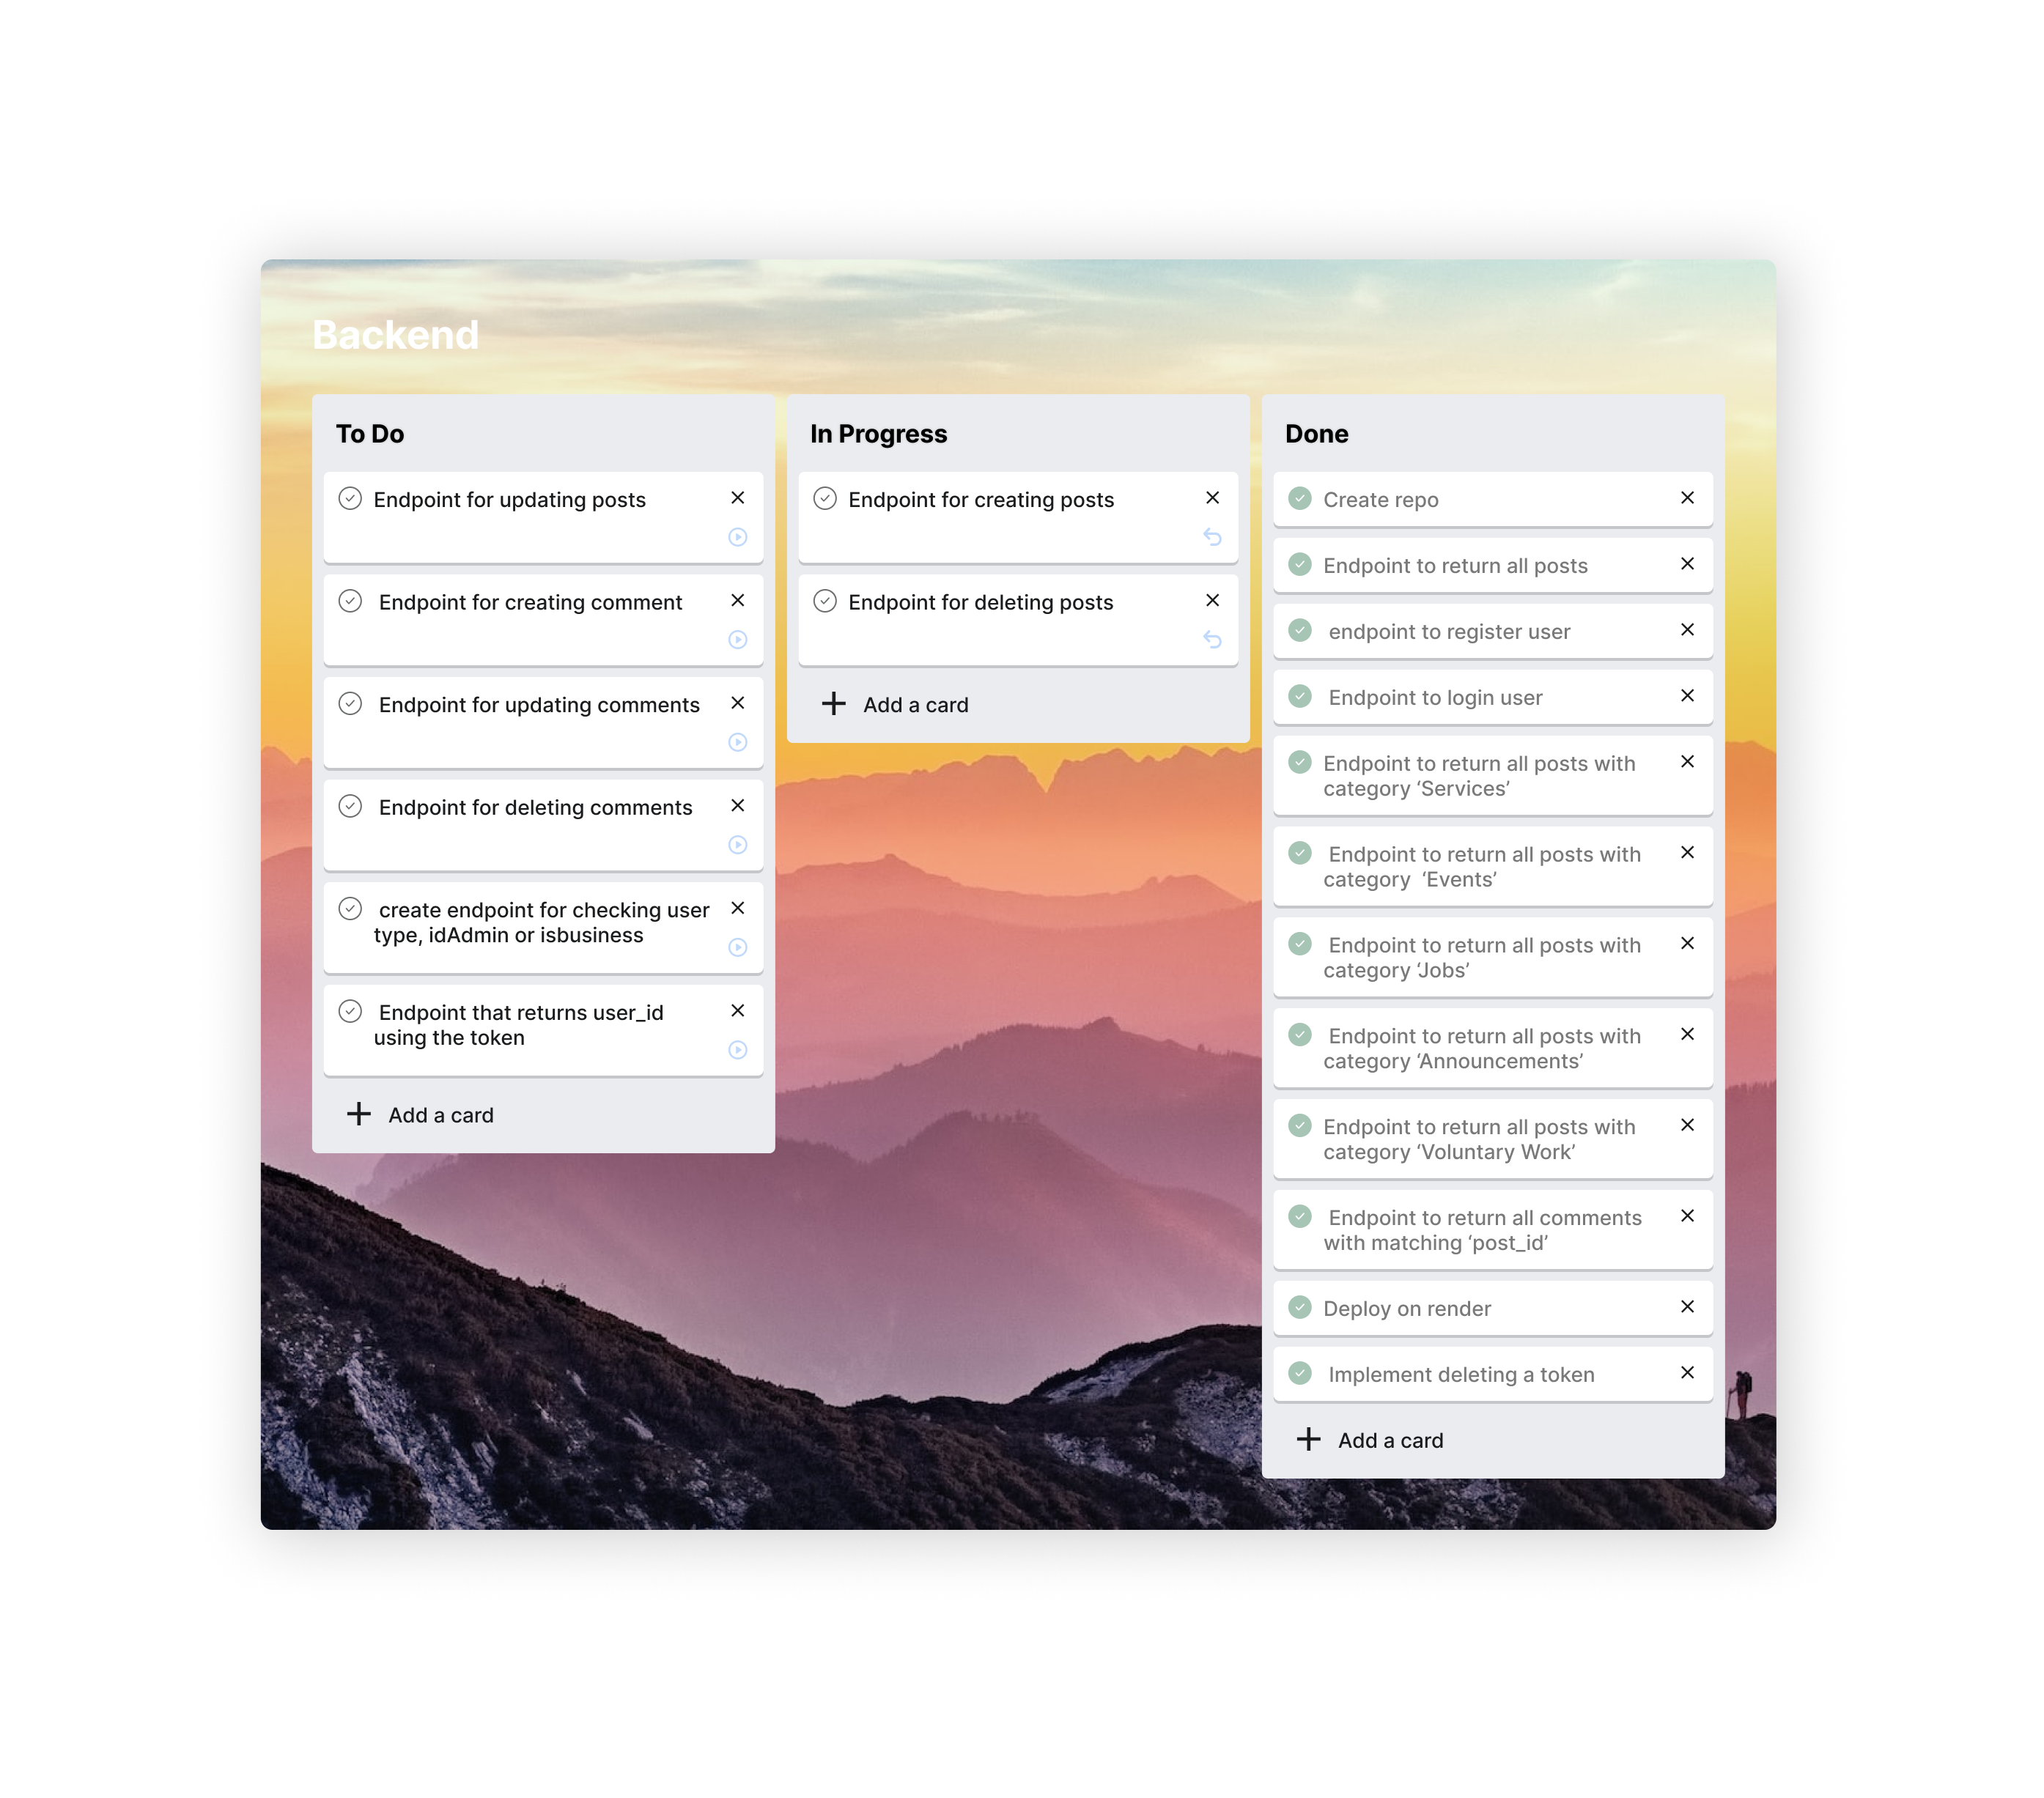 Backend
To Do
Endpoint for updating posts
Endpoint for creating comment
Endpoint for updating comments
Endpoint for deleting comments
create endpoint for checking user
type, idAdmin or isbusiness
Endpoint that returns user_id
using the token
Add a card
In Progress
Endpoint for creating posts
Endpoint for deleting posts
Add a card
Done
Create repo
Endpoint to return all posts
endpoint to register user
Endpoint to login user
Endpoint to return all posts with
category ‘Services’
Endpoint to return all posts with
category ‘Events’
Endpoint to return all posts with
category ‘Jobs’
Endpoint to return all posts with
category ‘Announcements’
Endpoint to return all posts with
category ‘Voluntary Work’
Endpoint to return all comments
with matching ‘post_id’
Deploy on render
Implement deleting a token
Add a card